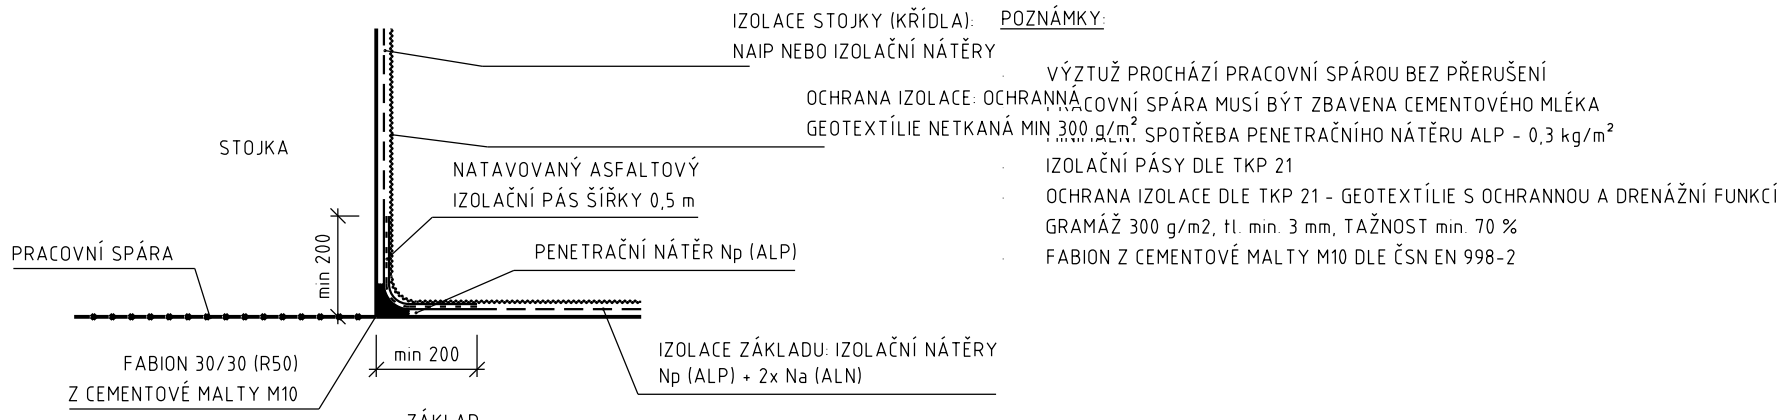 IZOLACE STOJKY (KŘÍDLA):
NAIP NEBO IZOLAČNÍ NÁTĚRY
OCHRANA IZOLACE: OCHRANNÁ
GEOTEXTÍLIE NETKANÁ MIN 300 g/m²
STOJKA
NATAVOVANÝ ASFALTOVÝ
IZOLAČNÍ PÁS ŠÍŘKY 0,5 m
min 200
PRACOVNÍ SPÁRA
PENETRAČNÍ NÁTĚR Np (ALP)
min 200
FABION 30/30 (R50)
Z CEMENTOVÉ MALTY M10
IZOLACE ZÁKLADU: IZOLAČNÍ NÁTĚRY
Np (ALP) + 2x Na (ALN)
ZÁKLAD
POZNÁMKY:
VÝZTUŽ PROCHÁZÍ PRACOVNÍ SPÁROU BEZ PŘERUŠENÍ
PRACOVNÍ SPÁRA MUSÍ BÝT ZBAVENA CEMENTOVÉHO MLÉKA
MINIMÁLNÍ SPOTŘEBA PENETRAČNÍHO NÁTĚRU ALP - 0,3 kg/m²
IZOLAČNÍ PÁSY DLE TKP 21
OCHRANA IZOLACE DLE TKP 21 - GEOTEXTÍLIE S OCHRANNOU A DRENÁŽNÍ FUNKCÍ
GRAMÁŽ 300 g/m2, tl. min. 3 mm, TAŽNOST min. 70 %
FABION Z CEMENTOVÉ MALTY M10 DLE ČSN EN 998-2